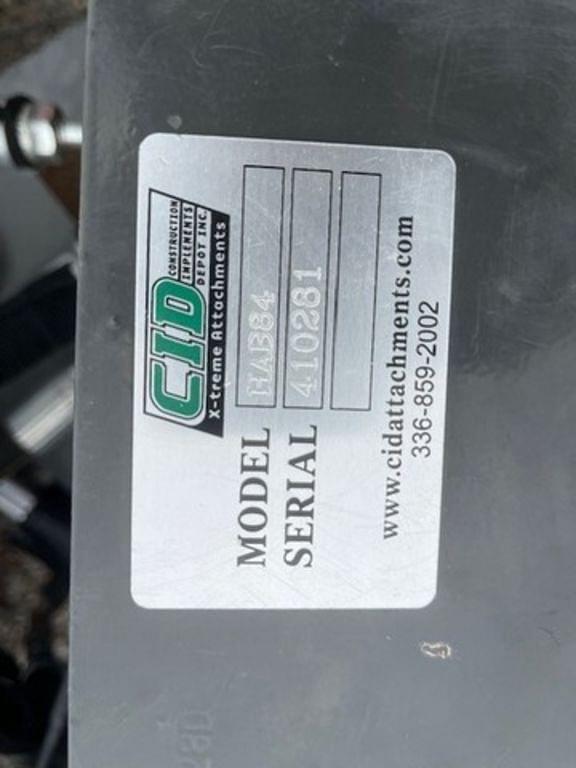 CID
CONSTRUCTION
IMPLEMENTS
DEPOT INC.
X-treme Attachments
MODEL HAB84
SERIAL 410281
www.cidattachments.com
336-859-2002